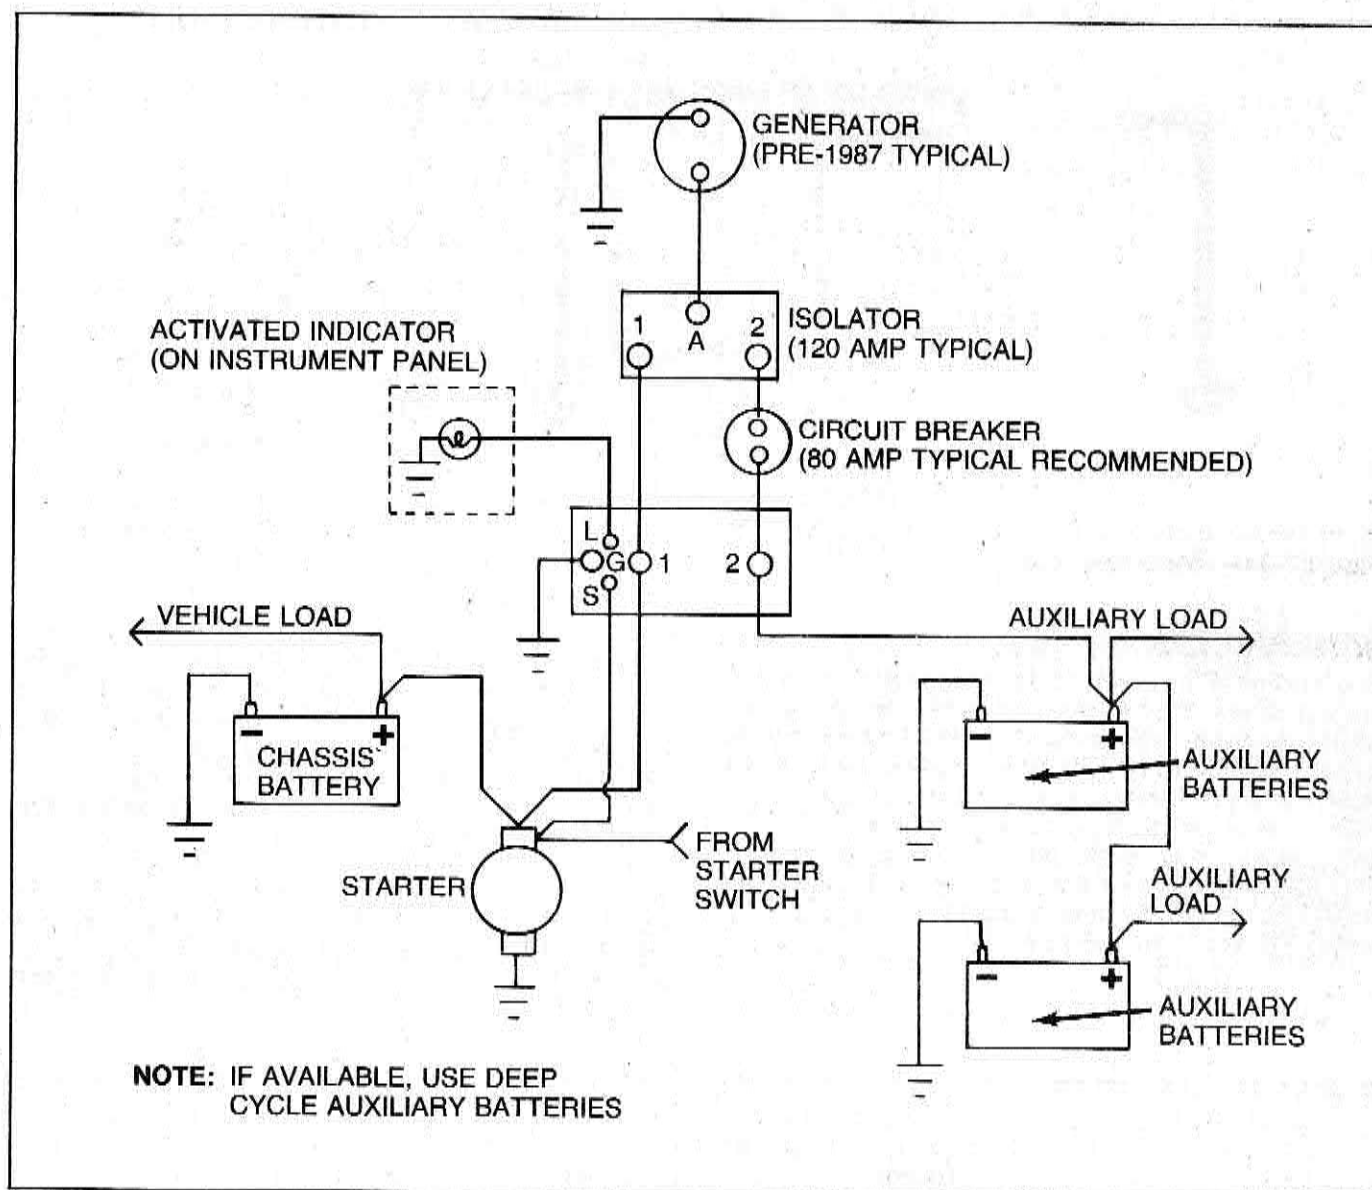 GENERATOR
(PRE-1987 TYPICAL)
1
A
2
ISOLATOR
(120 AMP TYPICAL)
ACTIVATED INDICATOR
(ON INSTRUMENT PANEL)
CIRCUIT BREAKER
(80 AMP TYPICAL RECOMMENDED)
L
G
1
2
S
VEHICLE LOAD
AUXILIARY LOAD
- +
CHASSIS
BATTERY
- +
AUXILIARY
BATTERIES
STARTER
FROM
STARTER
SWITCH
AUXILIARY
LOAD
- +
AUXILIARY
BATTERIES
NOTE: IF AVAILABLE, USE DEEP
CYCLE AUXILIARY BATTERIES